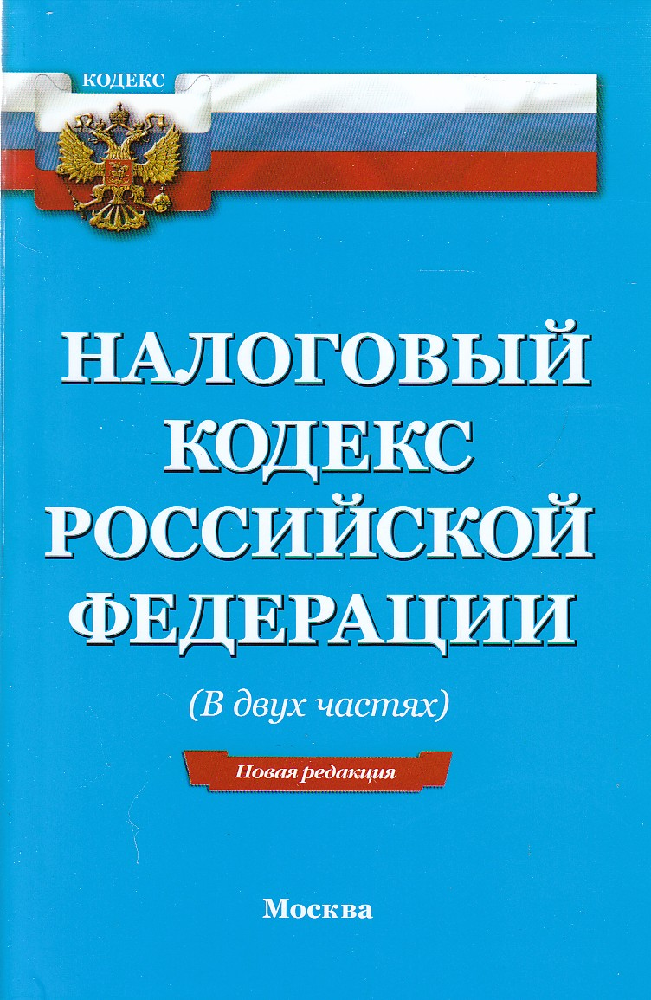 КОДЕКС
НАЛОГОВЫЙ
КОДЕКС
РОССИЙСКОЙ
ФЕДЕРАЦИИ
(В двух частях)
Новая редакция
Москва